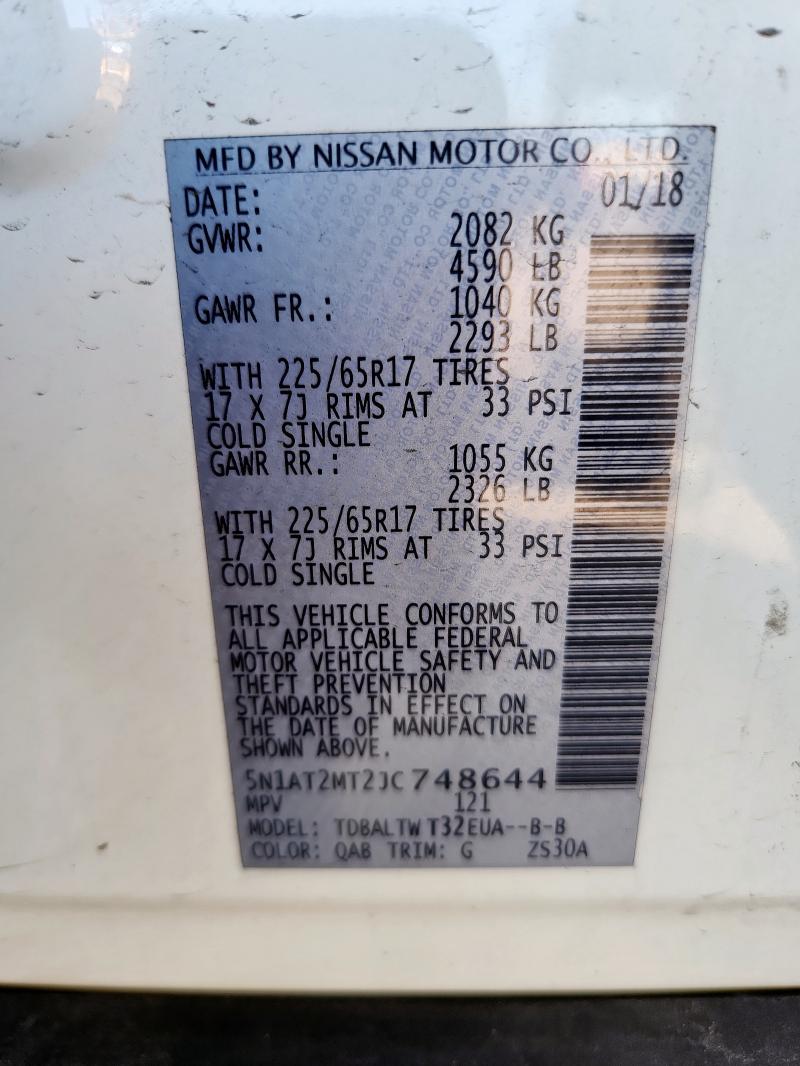 MFD BY NISSAN MOTOR CO., LTD.
DATE: 01/18
GVWR: 2082 KG
4590 LB
GAWR FR.: 1040 KG
2293 LB
WITH 225/65R17 TIRES
17 X 7J RIMS AT 33 PSI
COLD SINGLE
GAWR RR.: 1055 KG
2326 LB
WITH 225/65R17 TIRES
17 X 7J RIMS AT 33 PSI
COLD SINGLE
THIS VEHICLE CONFORMS TO
ALL APPLICABLE FEDERAL
MOTOR VEHICLE SAFETY AND
THEFT PREVENTION
STANDARDS IN EFFECT ON
THE DATE OF MANUFACTURE
SHOWN ABOVE.
5N1AT2MT2JC748644
MPV 121
MODEL: TDBALTW T32EUA--B-B
COLOR: QAB TRIM: G ZS30A